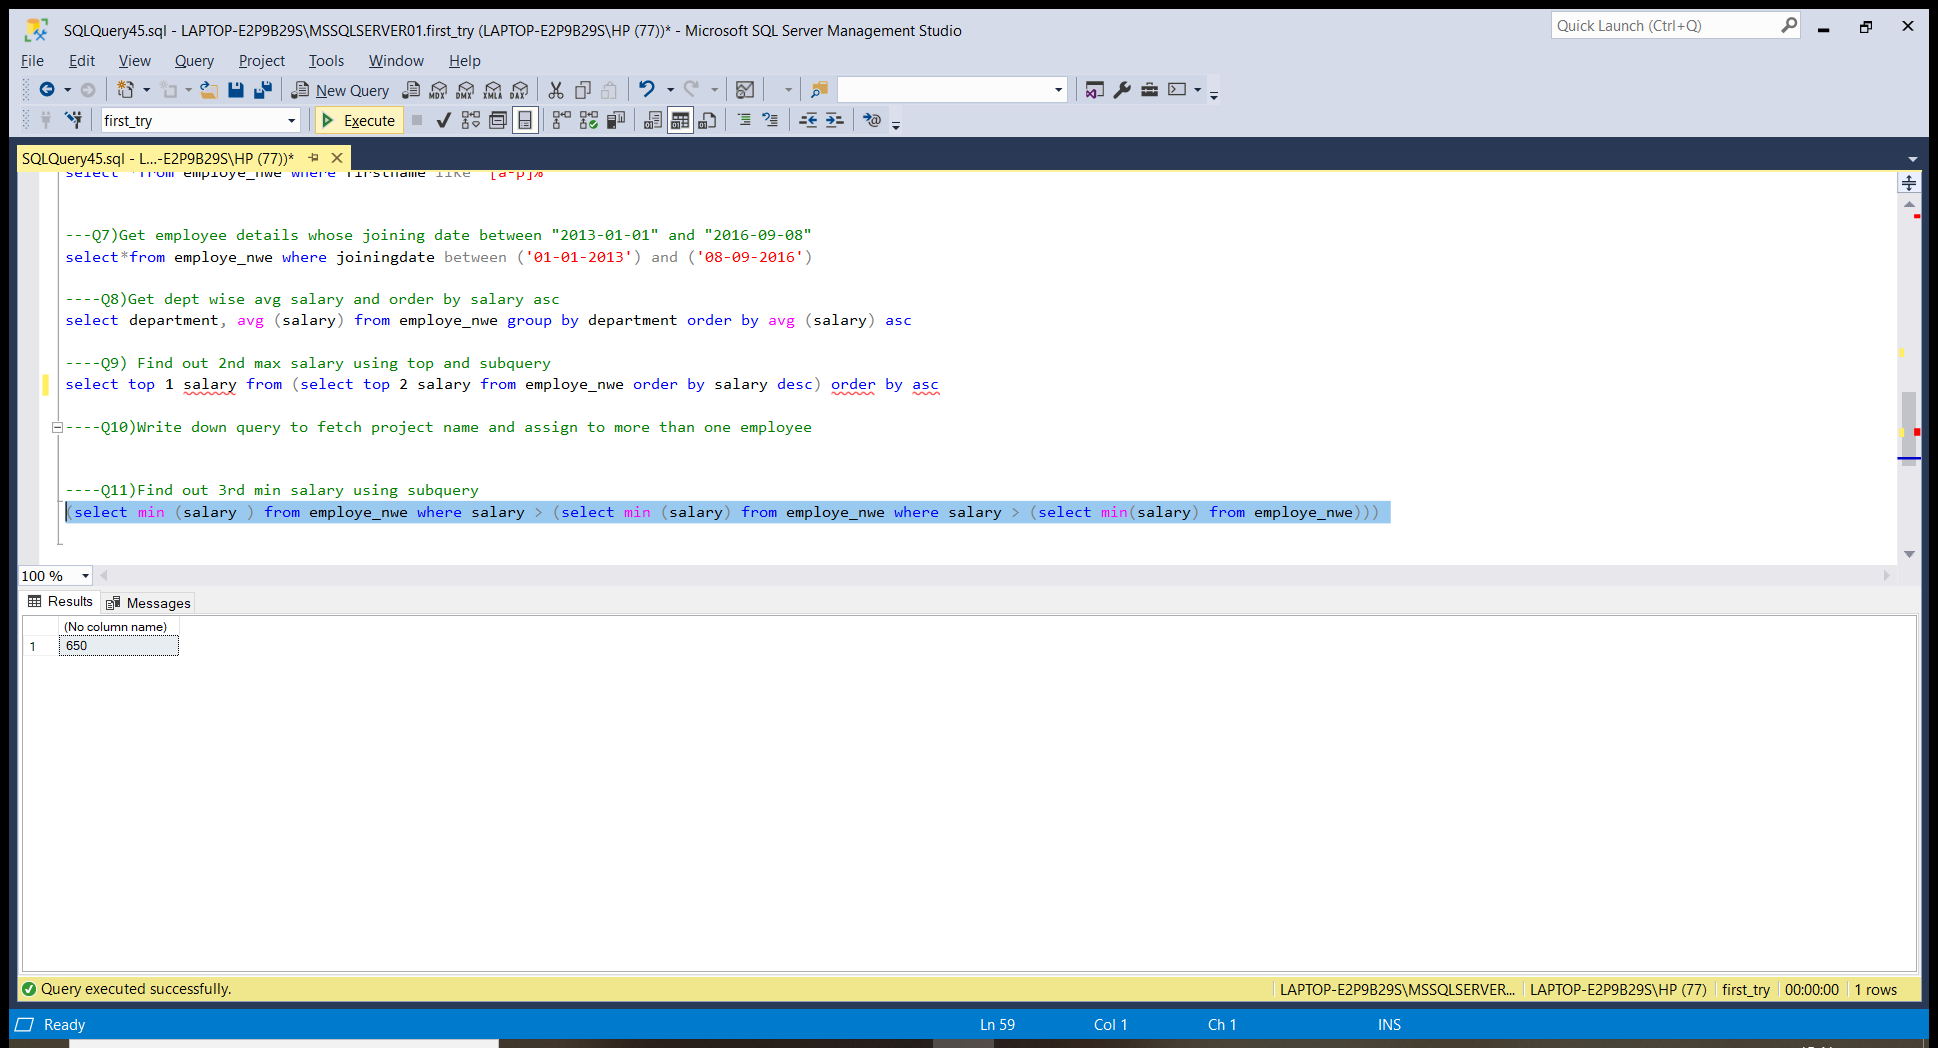 SQLQuery45.sql - LAPTOP-E2P9B29S\MSSQLSERVER01.first_try (LAPTOP-E2P9B29S\HP (77))* - Microsoft SQL Server Management Studio
Quick Launch (Ctrl+Q)
File Edit View Query Project Tools Window Help
New Query MDX DMX XMLA DAX
first_try Execute
SQLQuery45.sql - L...-E2P9B29S\HP (77))*
select *from employe_nwe where firstname like '[a-p]%'
---Q7)Get employee details whose joining date between "2013-01-01" and "2016-09-08"
select*from employe_nwe where joiningdate between ('01-01-2013') and ('08-09-2016')
----Q8)Get dept wise avg salary and order by salary asc
select department, avg (salary) from employe_nwe group by department order by avg (salary) asc
----Q9) Find out 2nd max salary using top and subquery
select top 1 salary from (select top 2 salary from employe_nwe order by salary desc) order by asc
----Q10)Write down query to fetch project name and assign to more than one employee
----Q11)Find out 3rd min salary using subquery
(select min (salary ) from employe_nwe where salary > (select min (salary) from employe_nwe where salary > (select min(salary) from employe_nwe)))
100 %
Results Messages
(No column name)
1 650
Query executed successfully.
LAPTOP-E2P9B29S\MSSQLSERVER... LAPTOP-E2P9B29S\HP (77) first_try 00:00:00 1 rows
Ready Ln 59 Col 1 Ch 1 INS